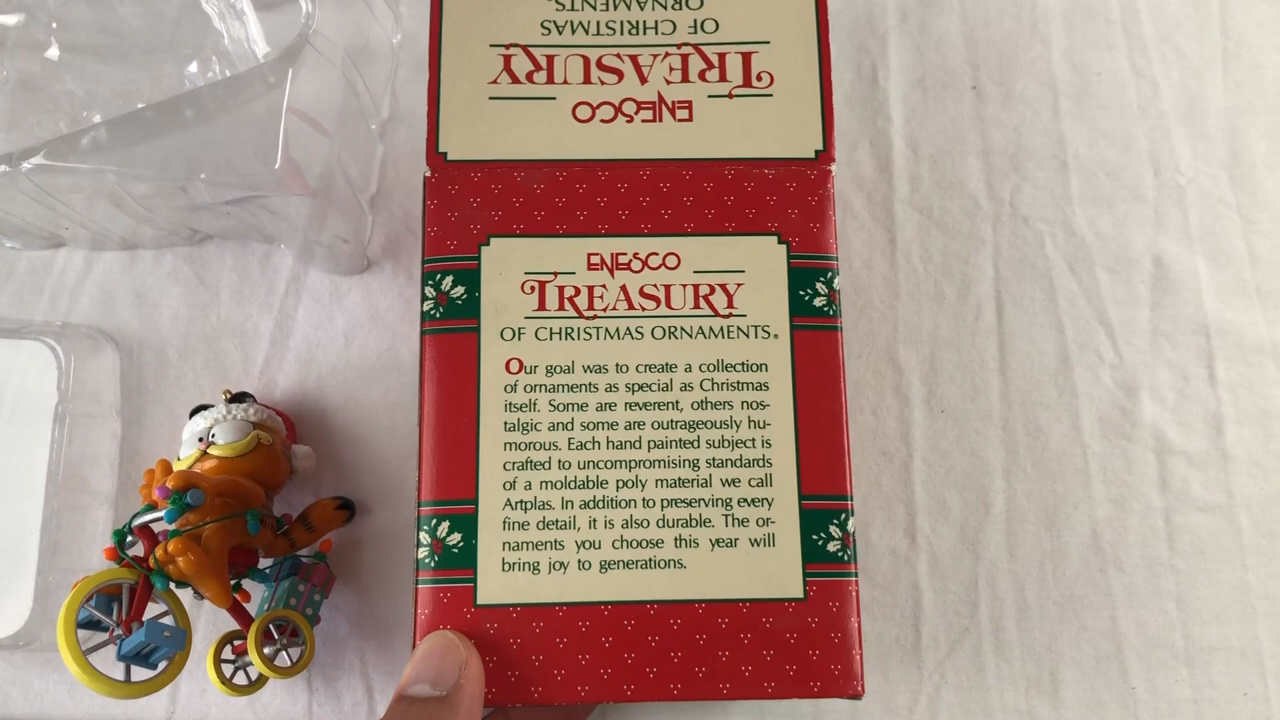 ENESCO
TREASURY
OF CHRISTMAS
ORNAMENTS®
ENESCO
TREASURY
OF CHRISTMAS ORNAMENTS®
Our goal was to create a collection
of ornaments as special as Christmas
itself. Some are reverent, others nos-
talgic and some are outrageously hu-
morous. Each hand painted subject is
crafted to uncompromising standards
of a moldable poly material we call
Artplas. In addition to preserving every
fine detail, it is also durable. The or-
naments you choose this year will
bring joy to generations.